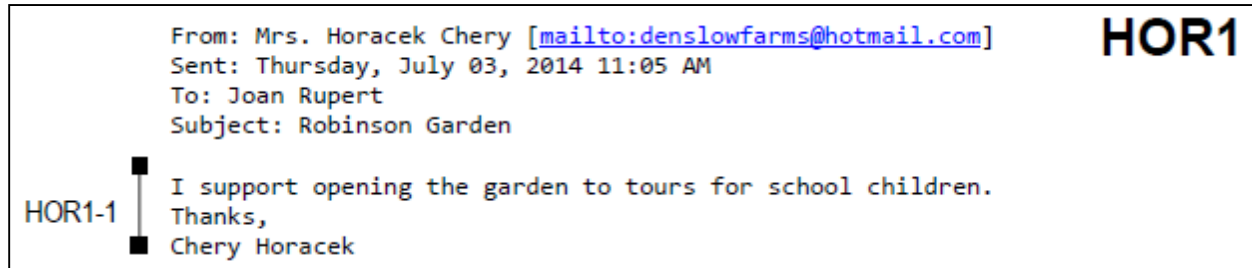 HOR1
From: Mrs. Horacek Chery [mailto:denslowfarms@hotmail.com]
Sent: Thursday, July 03, 2014 11:05 AM
To: Joan Rupert
Subject: Robinson Garden
I support opening the garden to tours for school children.
HOR1-1
Thanks,
Chery Horacek